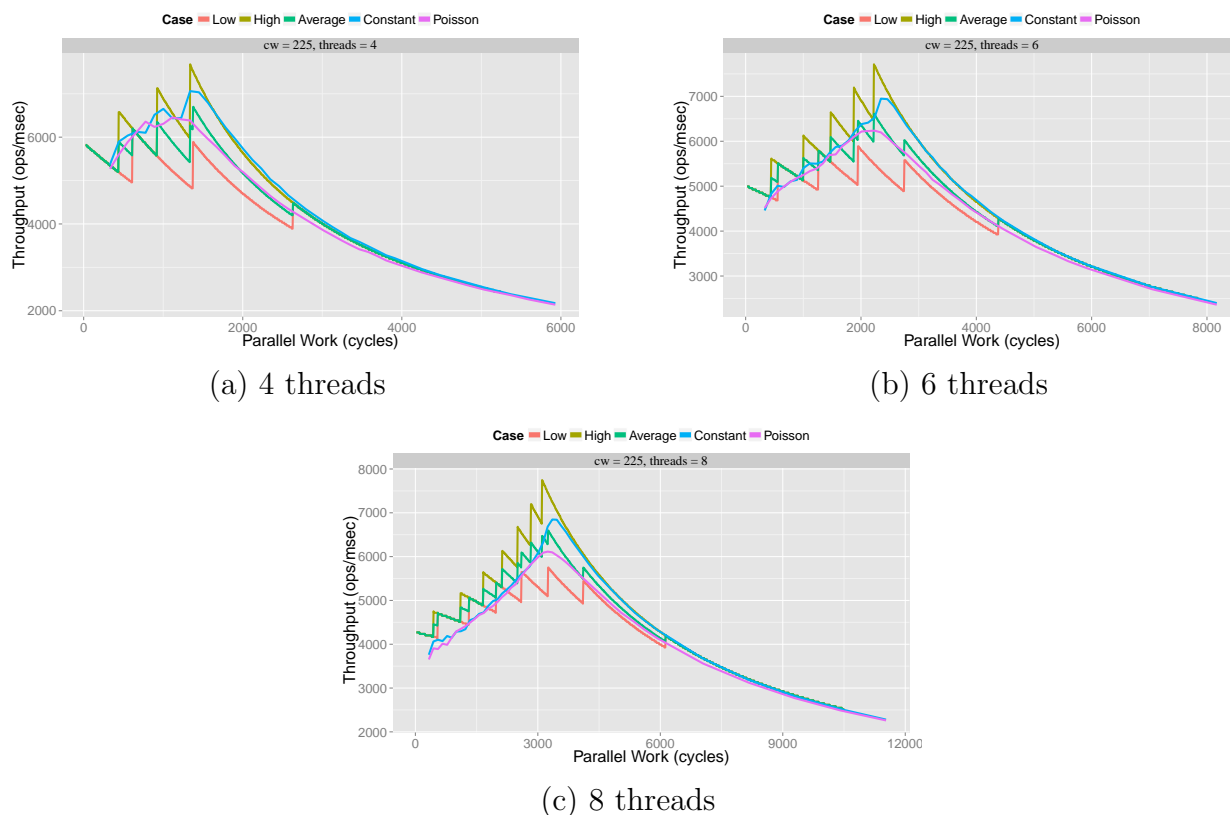 Case Low High Average Constant Poisson
cw = 225, threads = 4
Throughput (ops/msec)
6000
4000
2000
0 2000 4000 6000
Parallel Work (cycles)
(a) 4 threads
Case Low High Average Constant Poisson
cw = 225, threads = 6
Throughput (ops/msec)
7000
6000
5000
4000
3000
0 2000 4000 6000 8000
Parallel Work (cycles)
(b) 6 threads
Case Low High Average Constant Poisson
cw = 225, threads = 8
Throughput (ops/msec)
8000
7000
6000
5000
4000
3000
2000
0 3000 6000 9000 12000
Parallel Work (cycles)
(c) 8 threads